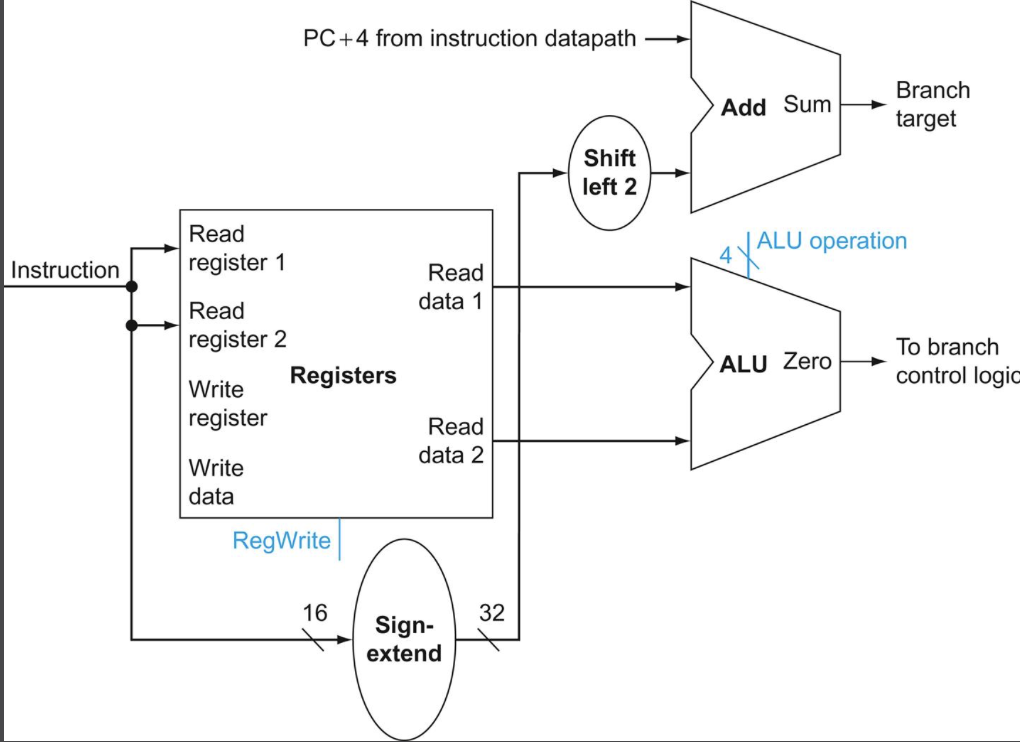 PC+4 from instruction datapath
Add Sum
Branch
target
Shift
left 2
4
ALU operation
Instruction
Read
register 1
Read
register 2
Registers
Write
register
Write
data
Read
data 1
Read
data 2
ALU Zero
To branch
control logic
RegWrite
16
Sign-
extend
32